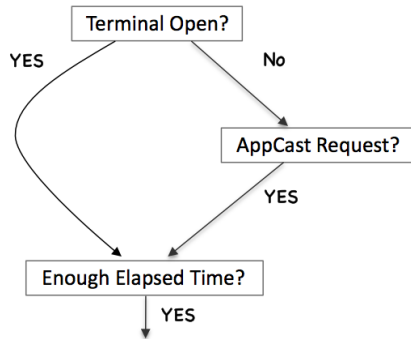 Terminal Open?
YES
No
AppCast Request?
YES
Enough Elapsed Time?
YES